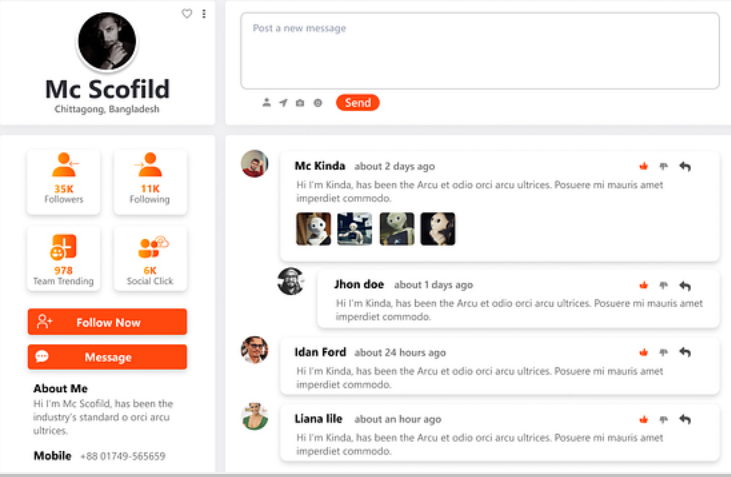 Mc Scofild
Chittagong, Bangladesh
35K
Followers
11K
Following
978
Team Trending
6K
Social Click
Follow Now
Message
About Me
Hi I'm Mc Scofild, has been the
industry's standard o orci arcu
ultrices.
Mobile +88 01749-565659
Post a new message
Send
Mc Kinda about 2 days ago
Hi I'm Kinda, has been the Arcu et odio orci arcu ultrices. Posuere mi mauris amet
imperdiet commodo.
Jhon doe about 1 days ago
Hi I'm Kinda, has been the Arcu et odio orci arcu ultrices. Posuere mi mauris amet
imperdiet commodo.
Idan Ford about 24 hours ago
Hi I'm Kinda, has been the Arcu et odio orci arcu ultrices. Posuere mi mauris amet
imperdiet commodo.
Liana lile about an hour ago
Hi I'm Kinda, has been the Arcu et odio orci arcu ultrices. Posuere mi mauris amet
imperdiet commodo.